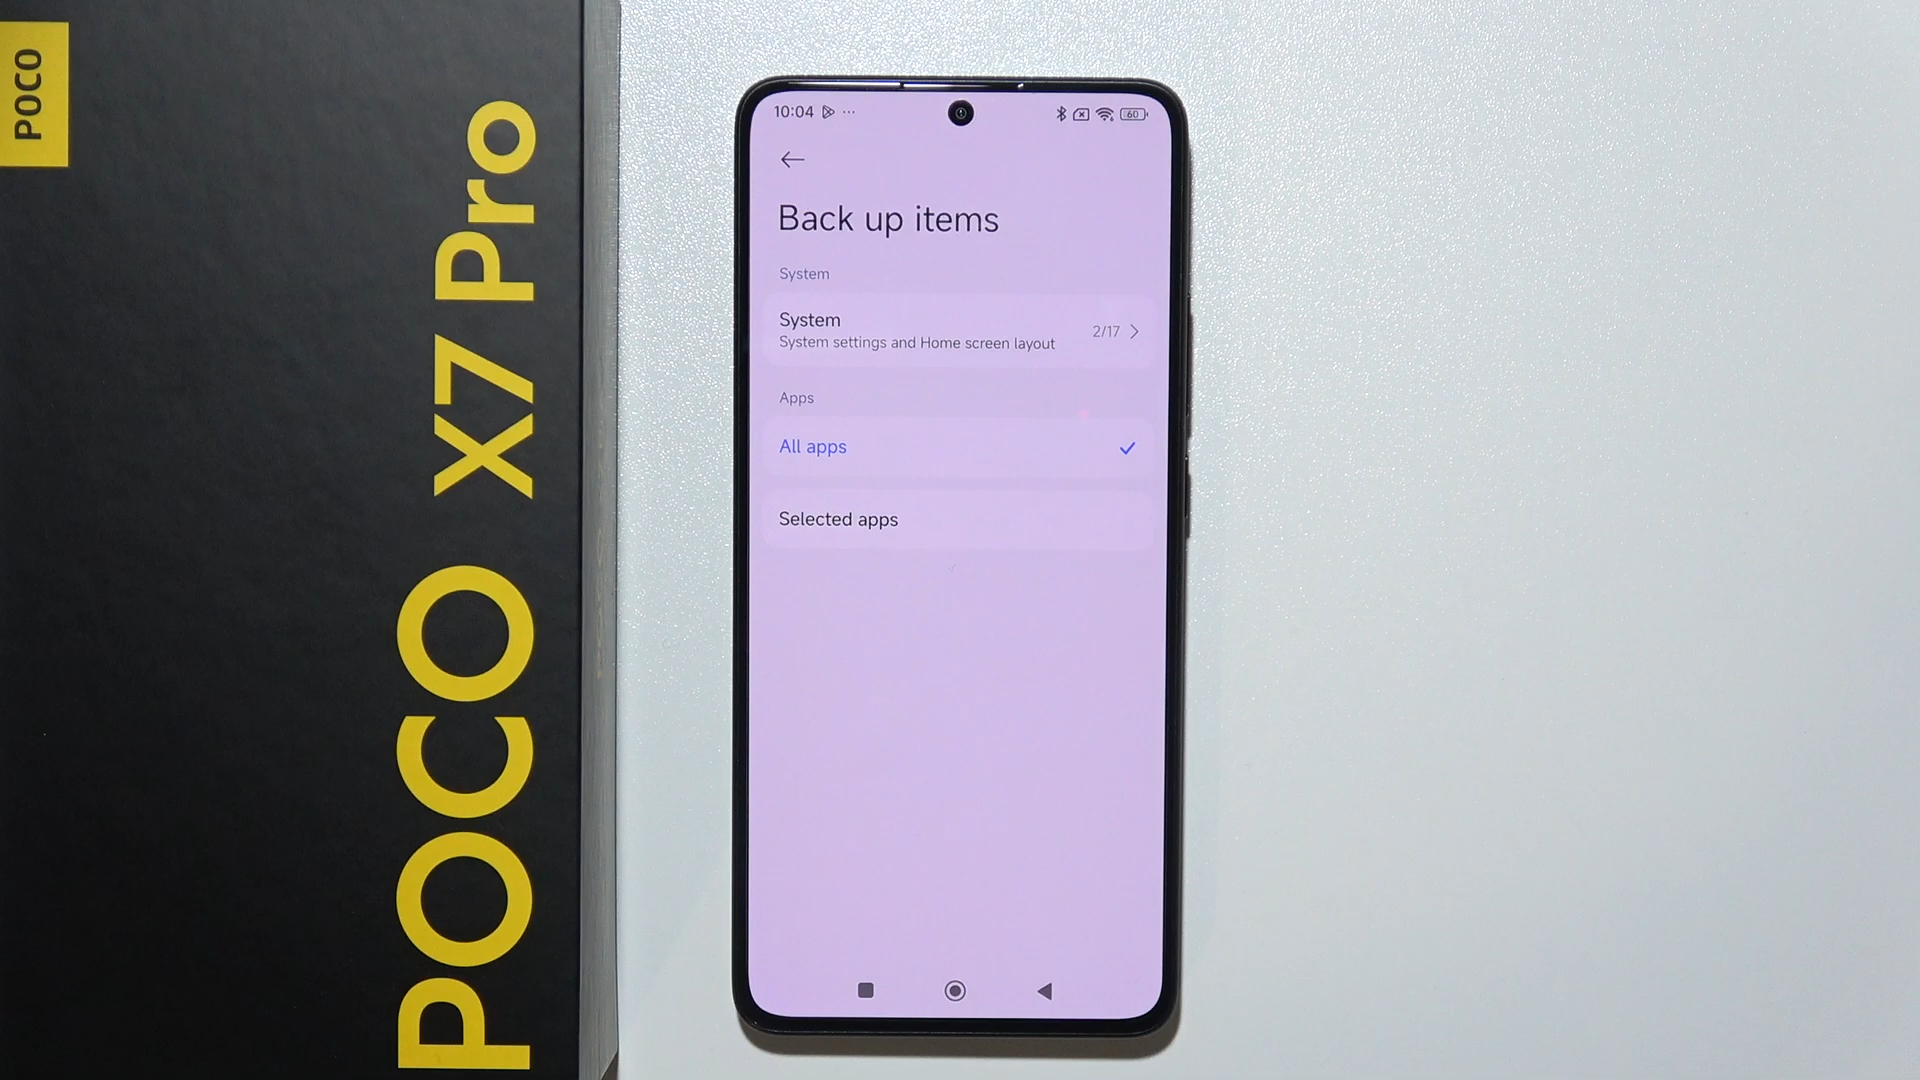 POCO
POCO X7 Pro
10:04
60
Back up items
System
System
System settings and Home screen layout
2/17
Apps
All apps
Selected apps